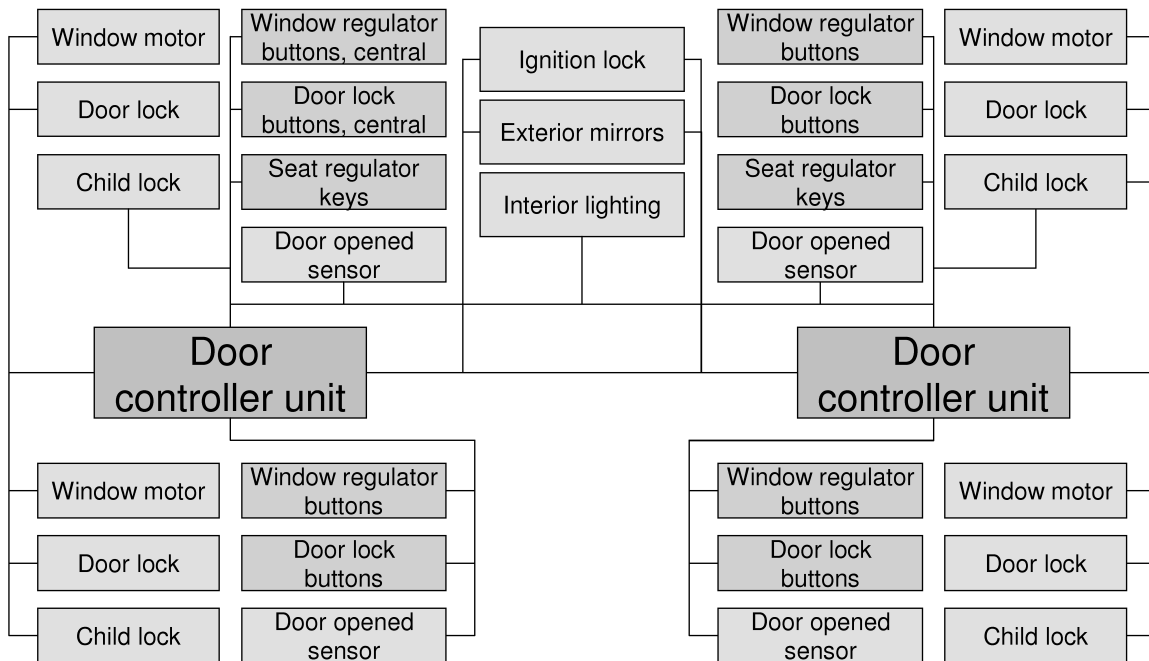 Window motor
Window regulator
buttons, central
Ignition lock
Window regulator
buttons
Window motor
Door lock
Door lock
buttons, central
Exterior mirrors
Door lock
buttons
Door lock
Child lock
Seat regulator
keys
Interior lighting
Seat regulator
keys
Child lock
Door opened
sensor
Door opened
sensor
Door
controller unit
Door
controller unit
Window motor
Window regulator
buttons
Window regulator
buttons
Window motor
Door lock
Door lock
buttons
Door lock
buttons
Door lock
Child lock
Door opened
sensor
Door opened
sensor
Child lock